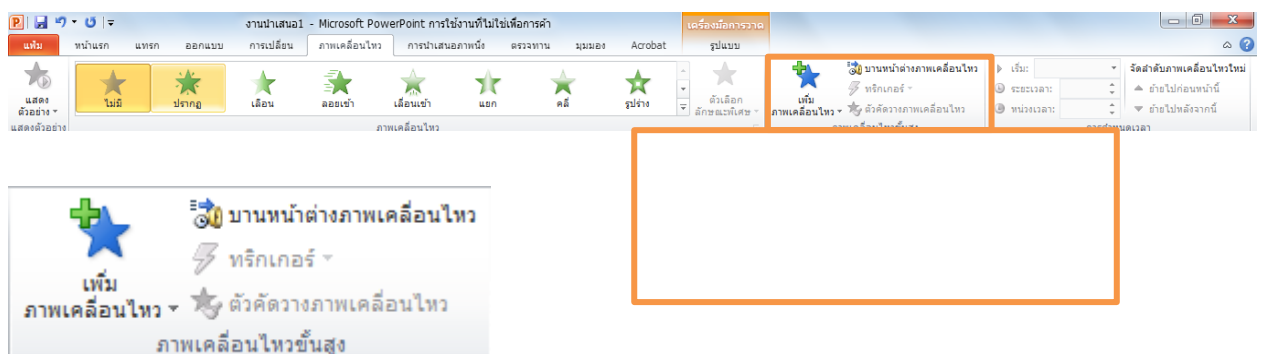 งานนำเสนอ1 - Microsoft PowerPoint การใช้งานที่ไม่ใช่เพื่อการค้า
เครื่องมือการวาด
แฟ้ม หน้าแรก แทรก ออกแบบ การเปลี่ยน ภาพเคลื่อนไหว การนำเสนอภาพนิ่ง ตรวจทาน มุมมอง Acrobat รูปแบบ
แสดง
ตัวอย่าง
ไม่มี ปรากฏ เลือน ลอยเข้า เลื่อนเข้า แยก คลี่ รูปร่าง
ตัวเลือก
ลักษณะพิเศษ
เพิ่ม
ภาพเคลื่อนไหว
บานหน้าต่างภาพเคลื่อนไหว
ทริกเกอร์
ตัวคัดวางภาพเคลื่อนไหว
เริ่ม:
ระยะเวลา:
หน่วงเวลา:
จัดลำดับภาพเคลื่อนไหวใหม่
ย้ายไปก่อนหน้านี้
ย้ายไปหลังจากนี้
แสดงตัวอย่าง ภาพเคลื่อนไหว
บานหน้าต่างภาพเคลื่อนไหว
ทริกเกอร์
เพิ่ม
ภาพเคลื่อนไหว
ตัวคัดวางภาพเคลื่อนไหว
ภาพเคลื่อนไหวขั้นสูง